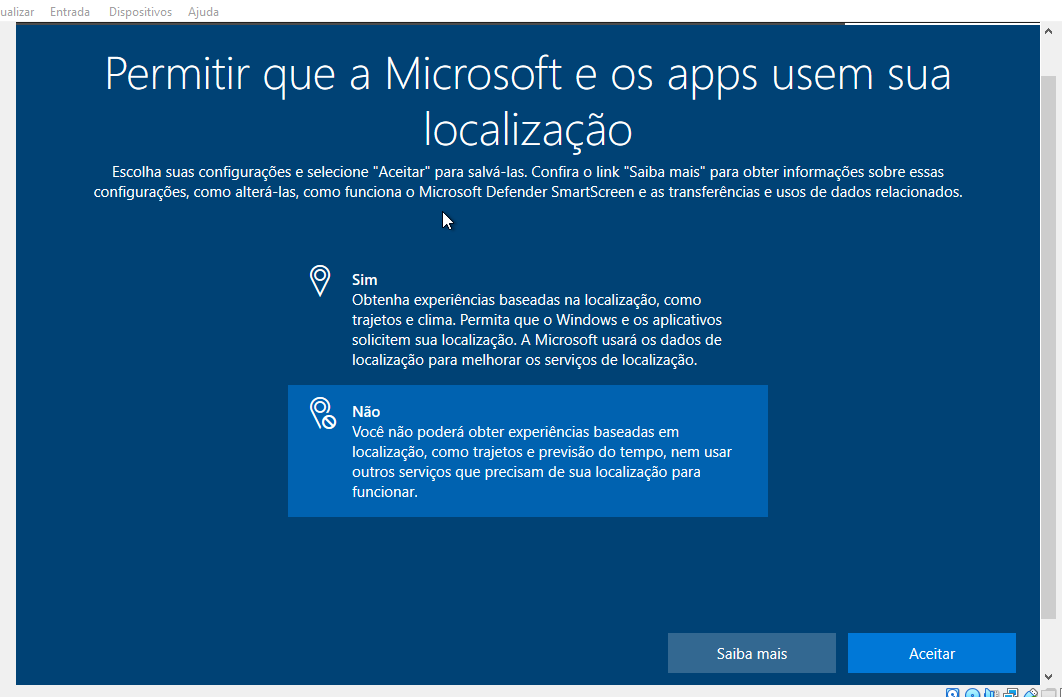 ualizar Entrada Dispositivos Ajuda
Permitir que a Microsoft e os apps usem sua
localização
Escolha suas configurações e selecione "Aceitar" para salvá-las. Confira o link "Saiba mais" para obter informações sobre essas
configurações, como alterá-las, como funciona o Microsoft Defender SmartScreen e as transferências e usos de dados relacionados.
Sim
Obtenha experiências baseadas na localização, como
trajetos e clima. Permita que o Windows e os aplicativos
solicitem sua localização. A Microsoft usará os dados de
localização para melhorar os serviços de localização.
Não
Você não poderá obter experiências baseadas em
localização, como trajetos e previsão do tempo, nem usar
outros serviços que precisam de sua localização para
funcionar.
Saiba mais Aceitar